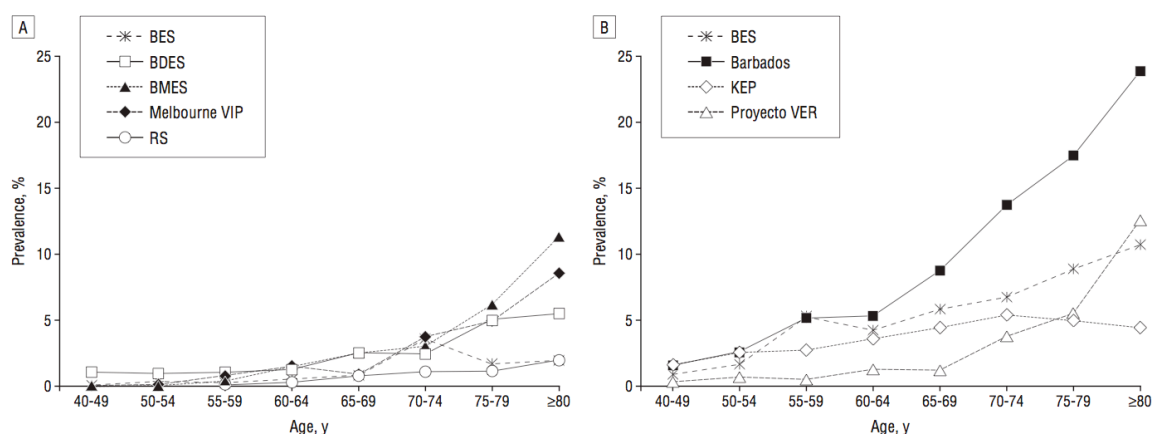 A
BES
BDES
BMES
Melbourne VIP
RS
25
20
15
10
5
0
Prevalence, %
40-49 50-54 55-59 60-64 65-69 70-74 75-79 ≥80
Age, y
B
BES
Barbados
KEP
Proyecto VER
25
20
15
10
5
0
Prevalence, %
40-49 50-54 55-59 60-64 65-69 70-74 75-79 ≥80
Age, y